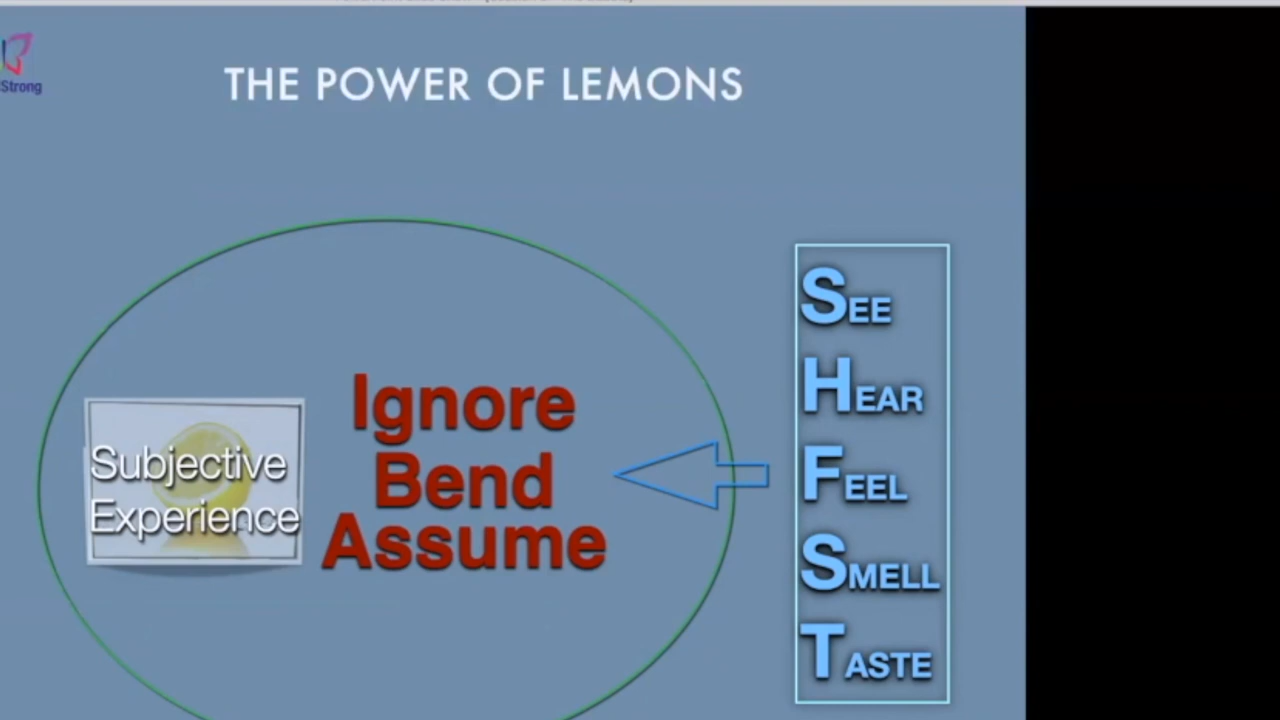 Strong
THE POWER OF LEMONS
Subjective
Experience
Ignore
Bend
Assume
SEE
HEAR
FEEL
SMELL
TASTE